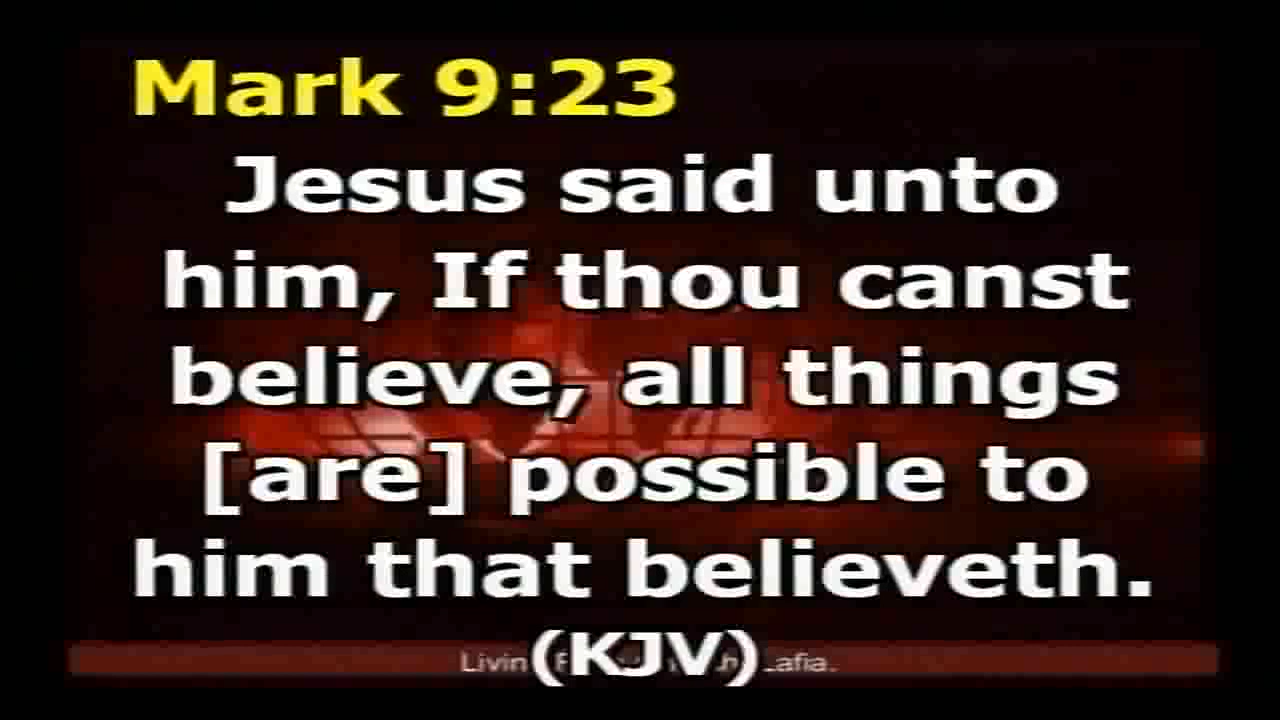 Mark 9:23
Jesus said unto
him, If thou canst
believe, all things
[are] possible to
him that believeth.
(KJV)
Lafia.